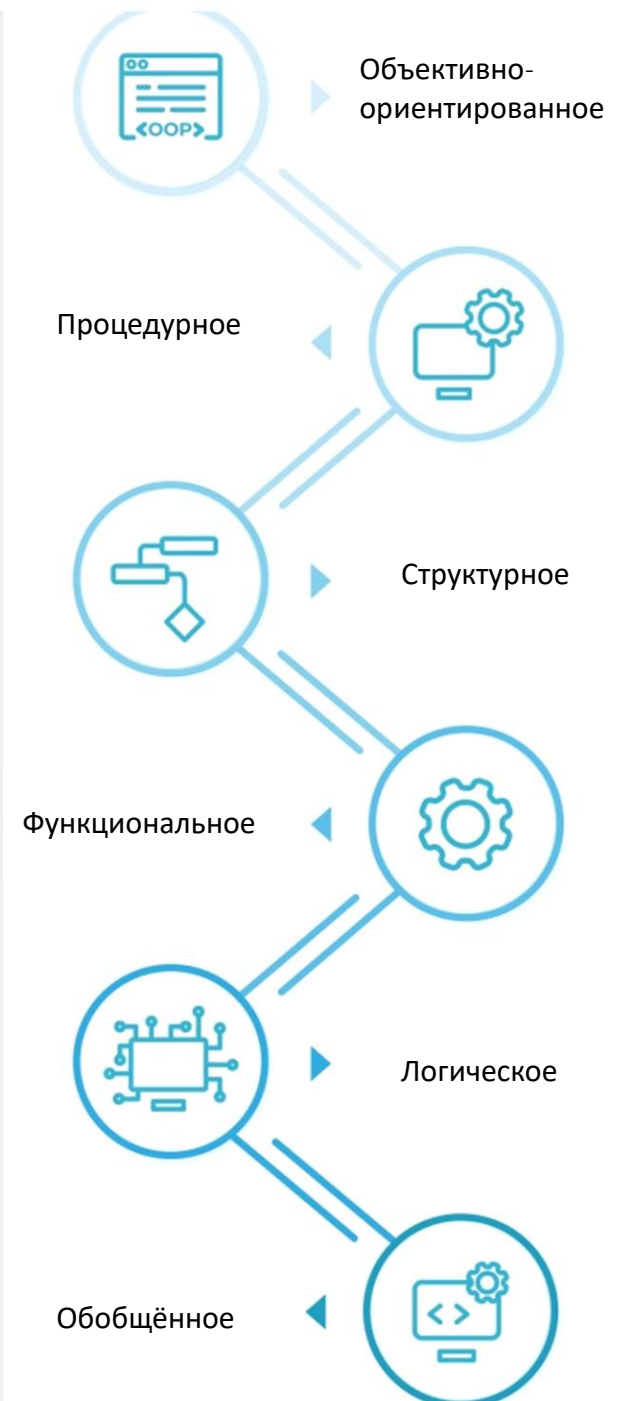 <OOP>
Объективно-
ориентированное
Процедурное
Структурное
Функциональное
Логическое
Обобщённое
< >